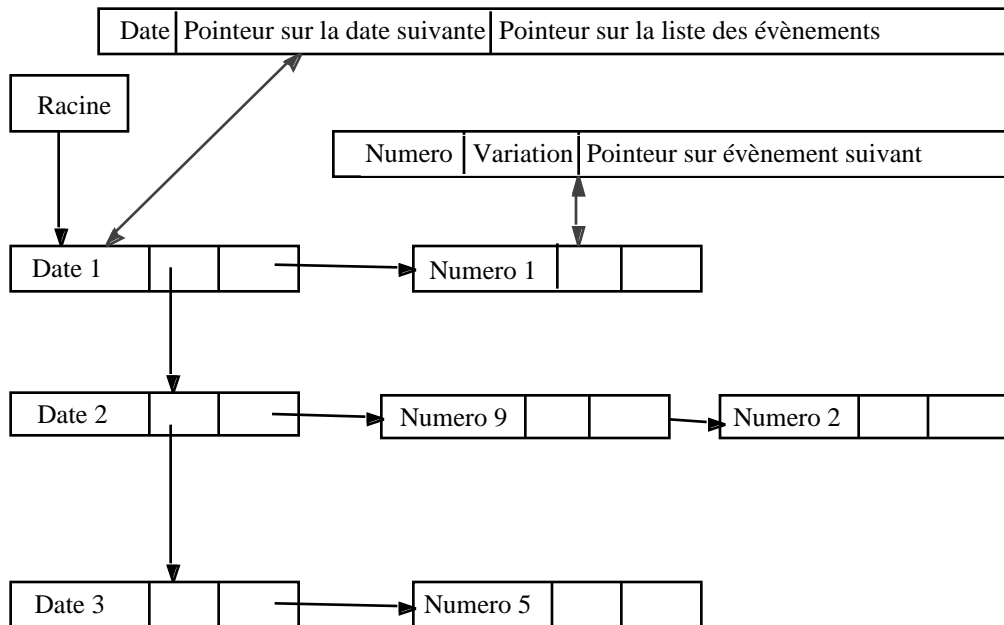 Date Pointeur sur la date suivante Pointeur sur la liste des évènements
Racine
Numero Variation Pointeur sur évènement suivant
Date 1 Numero 1
Date 2 Numero 9 Numero 2
Date 3 Numero 5